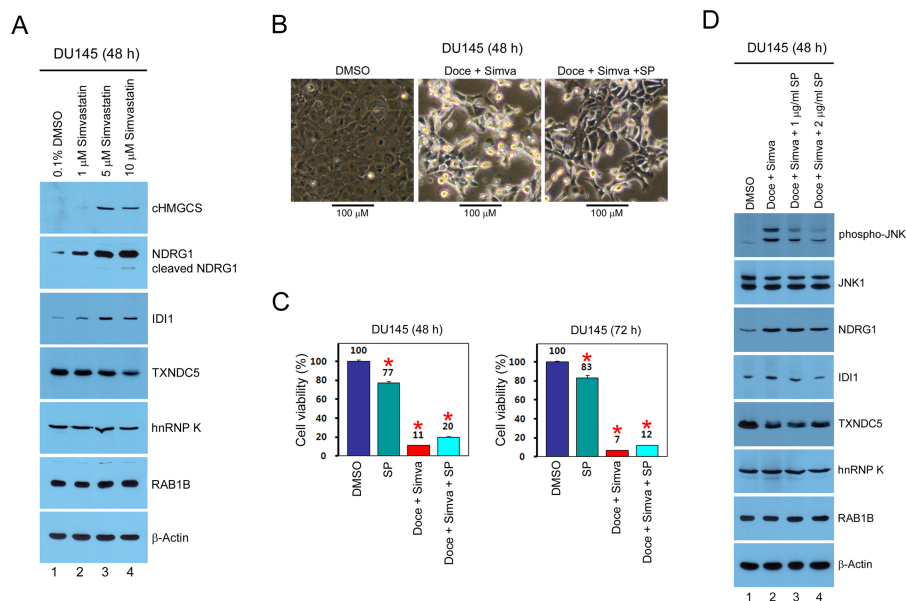 A
DU145 (48 h)
0.1% DMSO
1 µM Simvastatin
5 µM Simvastatin
10 µM Simvastatin
cHMGCS
NDRG1
cleaved NDRG1
IDI1
TXNDC5
hnRNP K
RAB1B
β-Actin
1 2 3 4
B
DU145 (48 h)
DMSO
Doce + Simva
Doce + Simva +SP
100 µM
100 µM
100 µM
C
DU145 (48 h)
Cell viability (%)
100
80
60
40
20
0
100
*
77
*
11
*
20
DMSO
SP
Doce + Simva
Doce + Simva + SP
DU145 (72 h)
Cell viability (%)
100
80
60
40
20
0
100
*
83
*
7
*
12
DMSO
SP
Doce + Simva
Doce + Simva + SP
D
DU145 (48 h)
DMSO
Doce + Simva
Doce + Simva + 1 µg/ml SP
Doce + Simva + 2 µg/ml SP
phospho-JNK
JNK1
NDRG1
IDI1
TXNDC5
hnRNP K
RAB1B
β-Actin
1 2 3 4